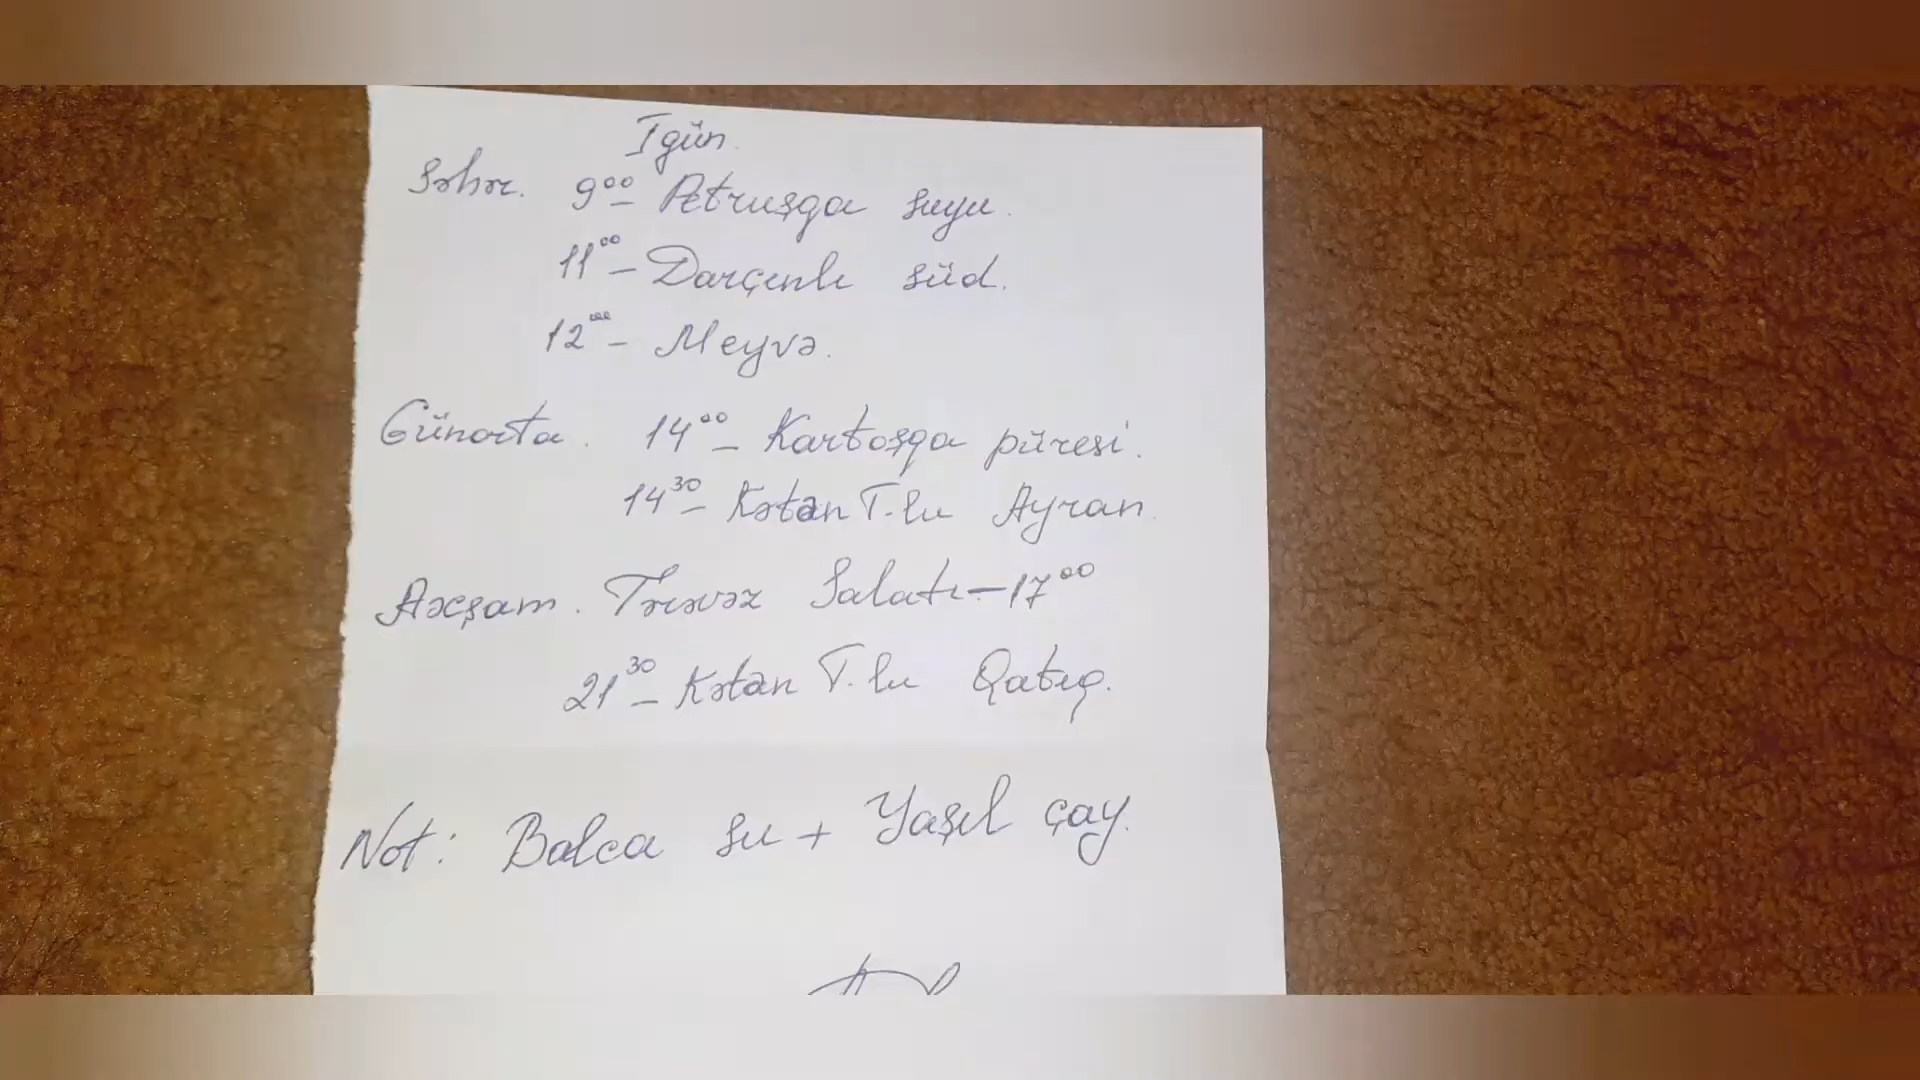 I gün.
Səhər. 9⁰⁰ - Petruşqa suyu.
11⁰⁰ - Darçınlı süd.
12⁰⁰ - Meyvə.
Günorta. 14⁰⁰ - Kartoşqa püresi.
14³⁰ - Kətan T-lu Ayran.
Axşam. Tərəvəz Salatı - 17⁰⁰
21³⁰ - Kətan T.lu Qatıq.
Not: Balca su + Yaşıl çay.